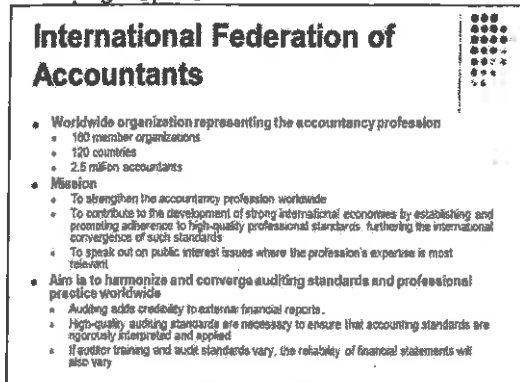 International Federation of
Accountants
Worldwide organization representing the accountancy profession
160 member organizations
120 countries
2.5 million accountants
Mission
To strengthen the accountancy profession worldwide
To contribute to the development of strong international economies by establishing and
promoting adherence to high-quality professional standards, furthering the international
convergence of such standards
To speak out on public interest issues where the profession's expertise is most
relevant
Aim is to harmonize and converge auditing standards and professional
practice worldwide
Auditing adds credibility to external financial reports.
High-quality auditing standards are necessary to ensure that accounting standards are
rigorously interpreted and applied
If auditor training and audit standards vary, the reliability of financial statements will
also vary